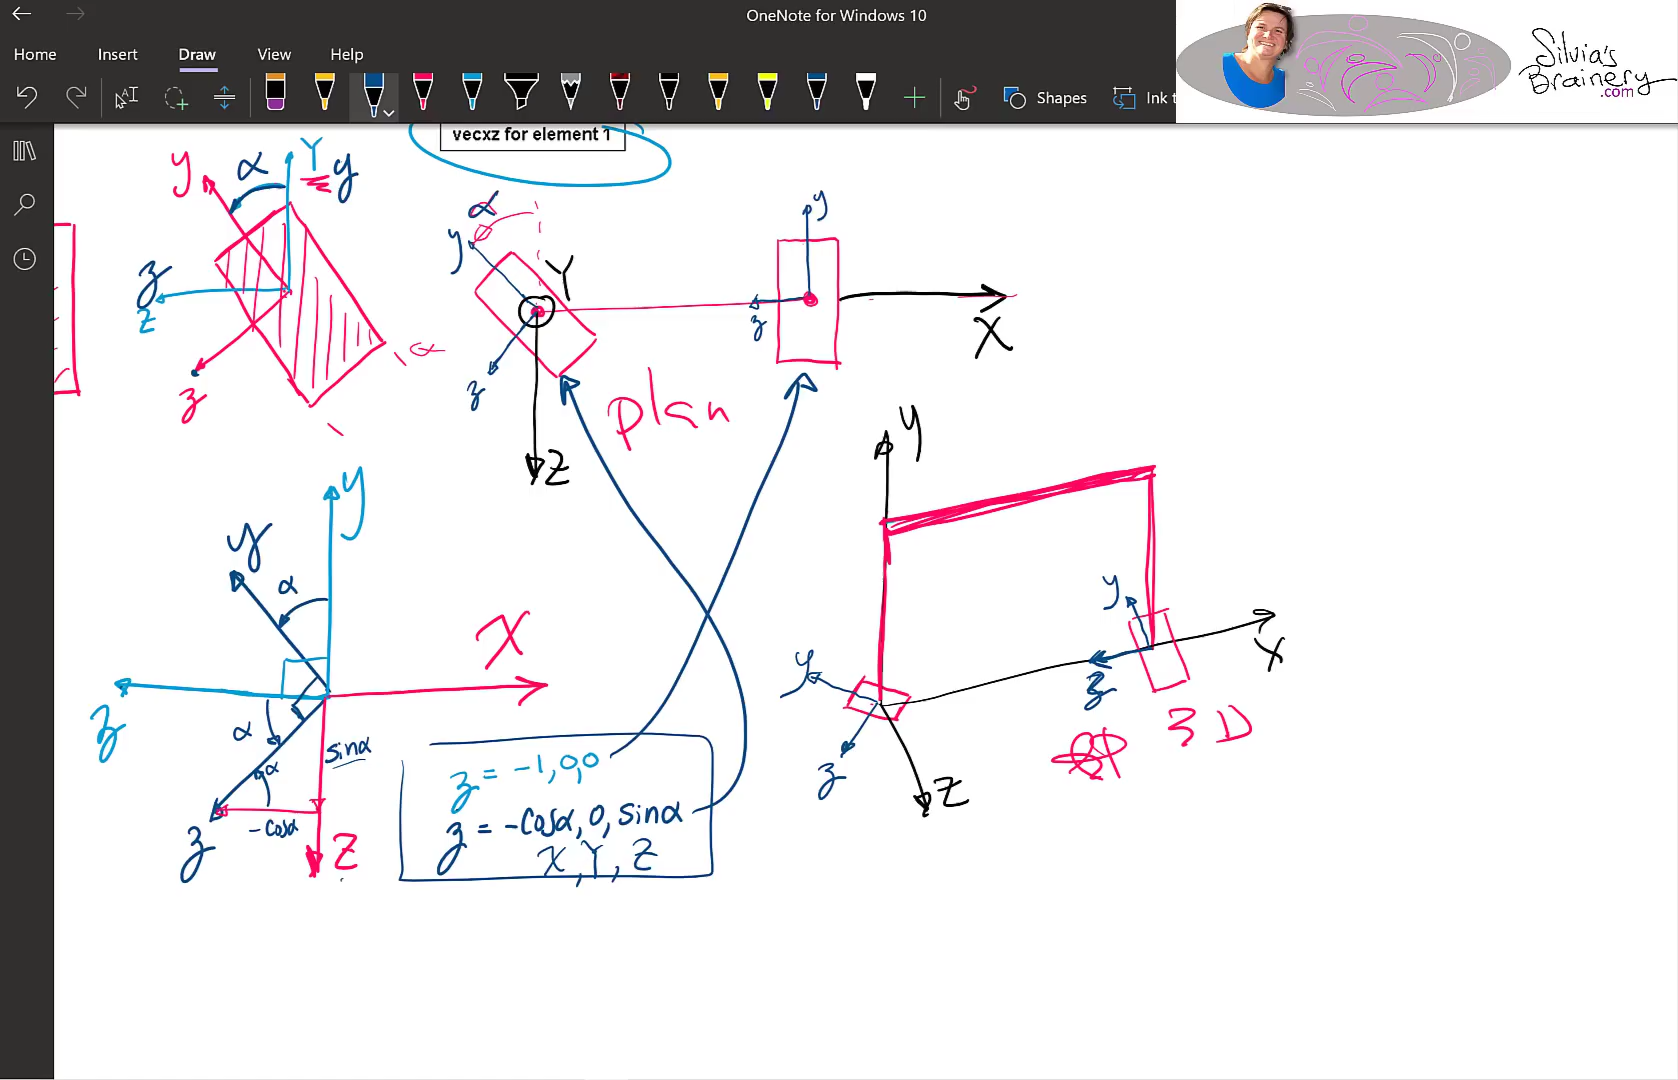 OneNote for Windows 10
Home Insert Draw View Help
Shapes
Ink t
Silvia's
Brainery
.com
vecxz for element 1
y α Y y
z
z
z
α
α
y
Y
z
Z
plan
y
z
X
y
y
α
X
z
α
α
sinα
-cosα
z
Z
z = -1,0,0
z = -cosα, 0, sinα
X, Y, Z
Y
y
z
X
y
z
Z
3D